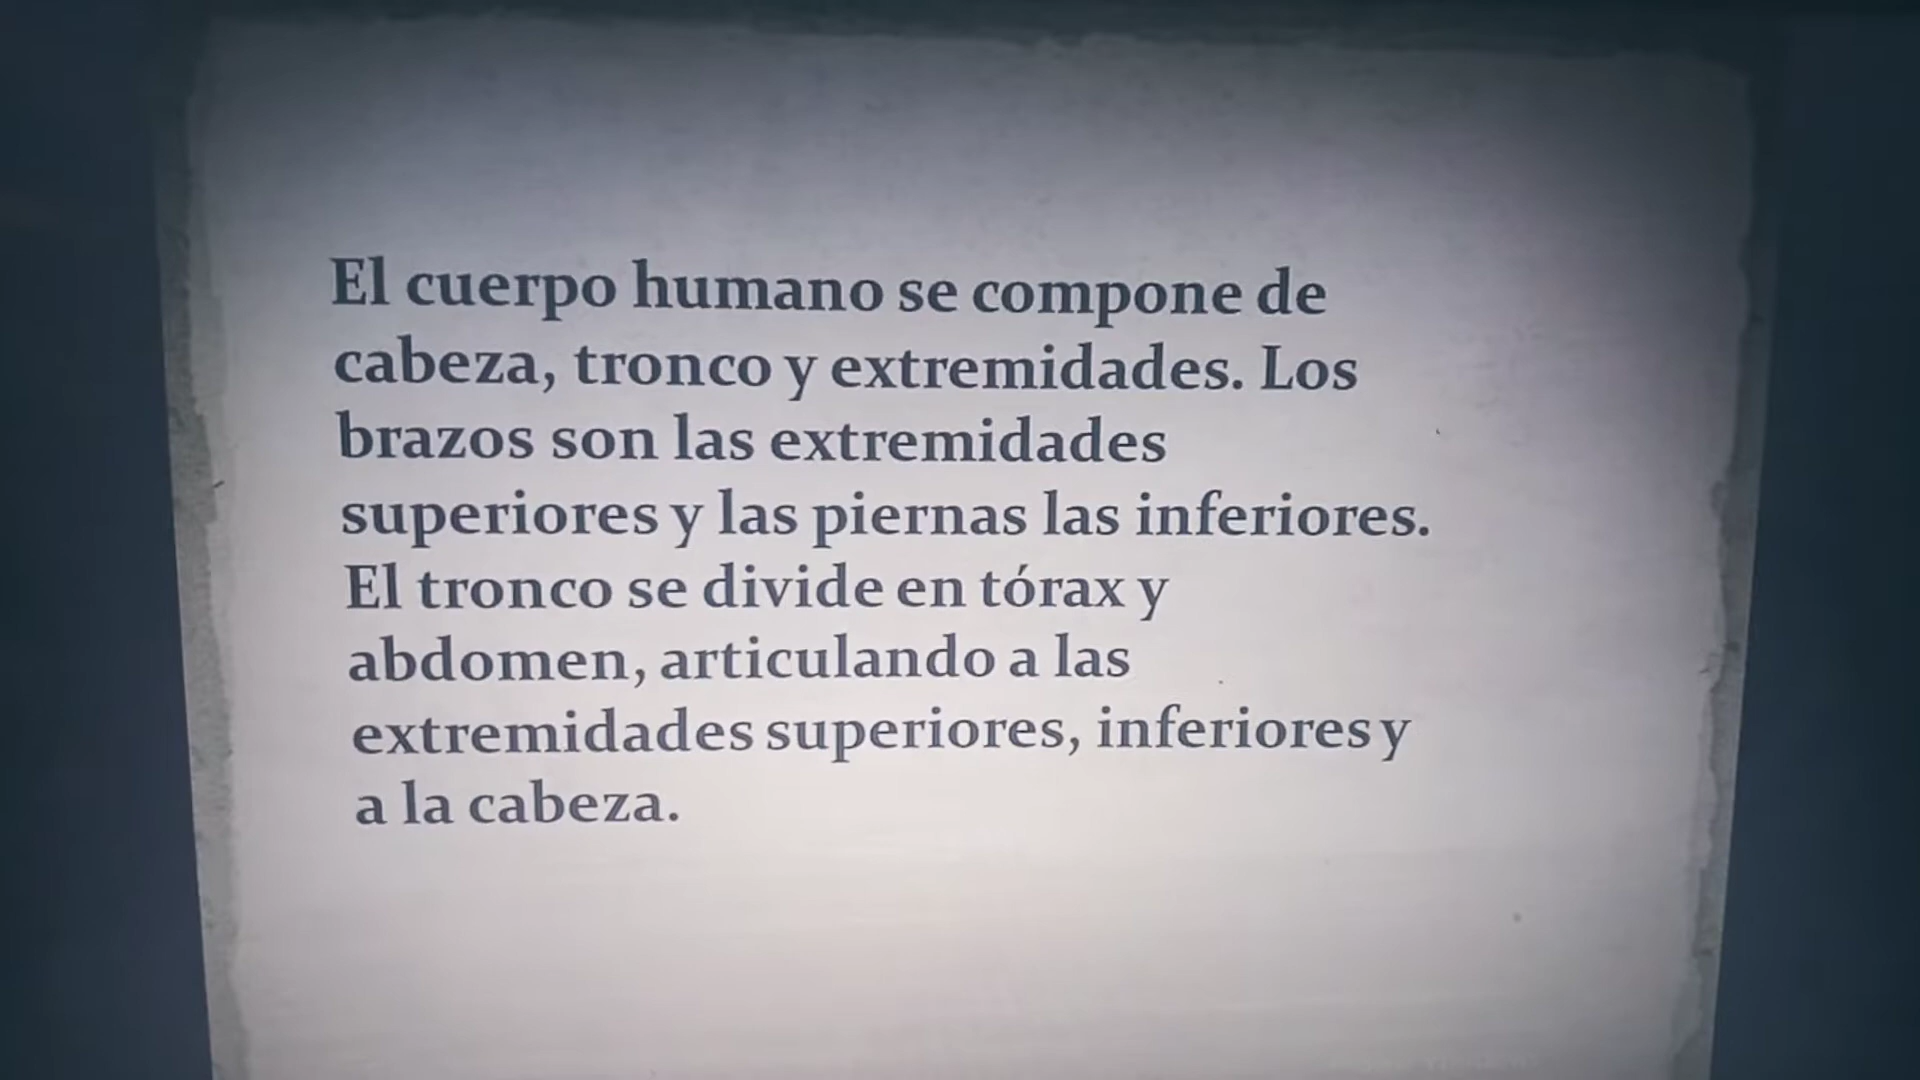 El cuerpo humano se compone de
cabeza, tronco y extremidades. Los
brazos son las extremidades
superiores y las piernas las inferiores.
El tronco se divide en tórax y
abdomen, articulando a las
extremidades superiores, inferiores y
a la cabeza.